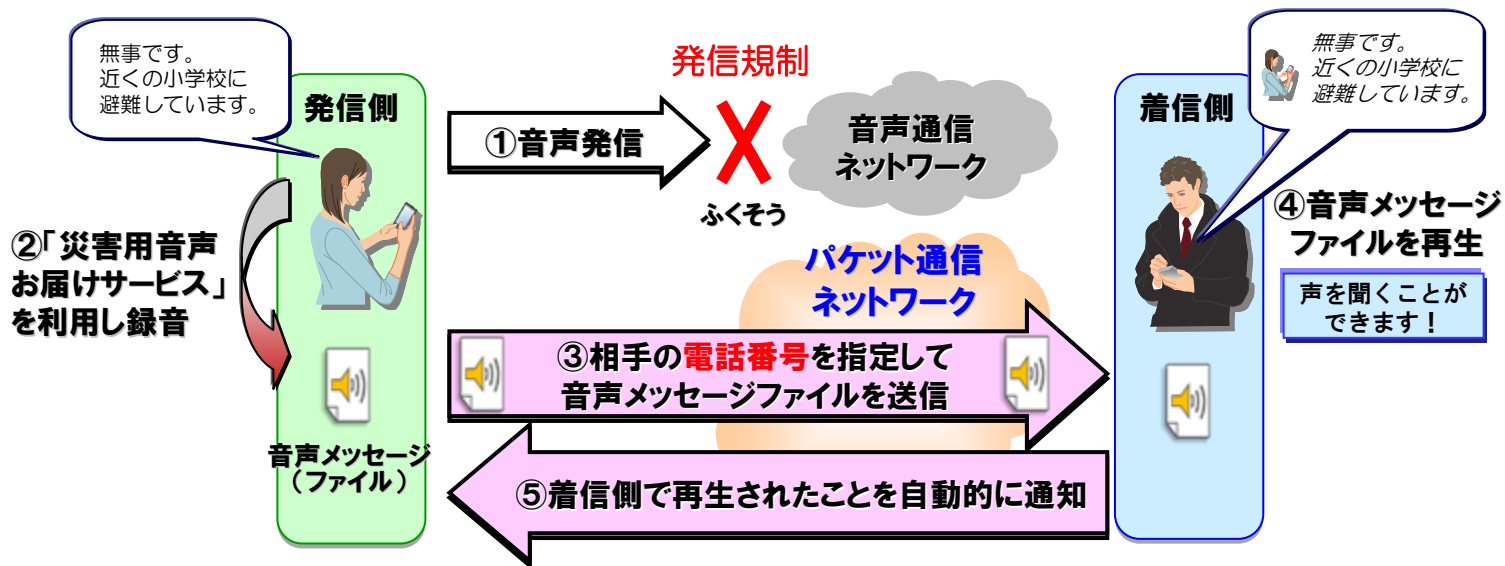 無事です。
近くの小学校に
避難しています。
発信側
①音声発信
発信規制
X
ふくそう
音声通信
ネットワーク
着信側
無事です。
近くの小学校に
避難しています。
②「災害用音声
お届けサービス」
を利用し録音
音声メッセージ
（ファイル）
パケット通信
ネットワーク
③相手の電話番号を指定して
音声メッセージファイルを送信
④音声メッセージ
ファイルを再生
声を聞くことが
できます！
⑤着信側で再生されたことを自動的に通知